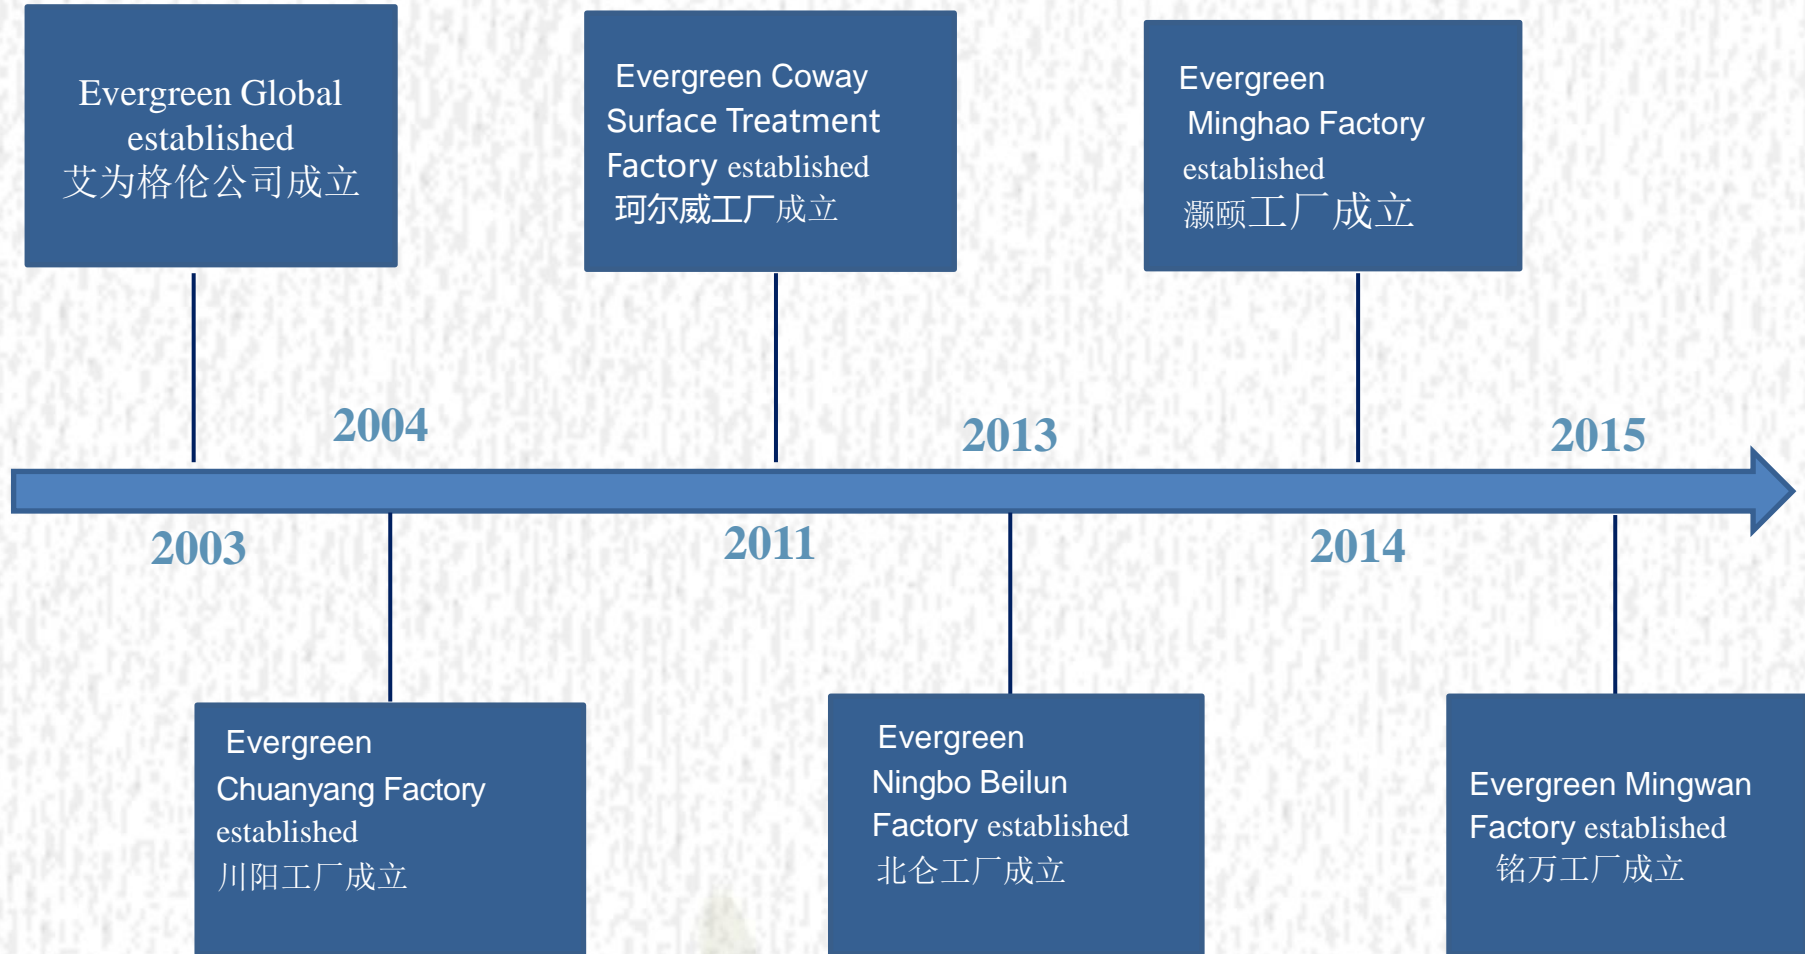 Evergreen Global
established
艾为格伦公司成立
Evergreen Coway
Surface Treatment
Factory established
珂尔威工厂成立
Evergreen
Minghao Factory
established
灏颐工厂成立
2004
2013
2015
2003
2011
2014
Evergreen
Chuanyang Factory
established
川阳工厂成立
Evergreen
Ningbo Beilun
Factory established
北仑工厂成立
Evergreen Mingwan
Factory established
铭万工厂成立